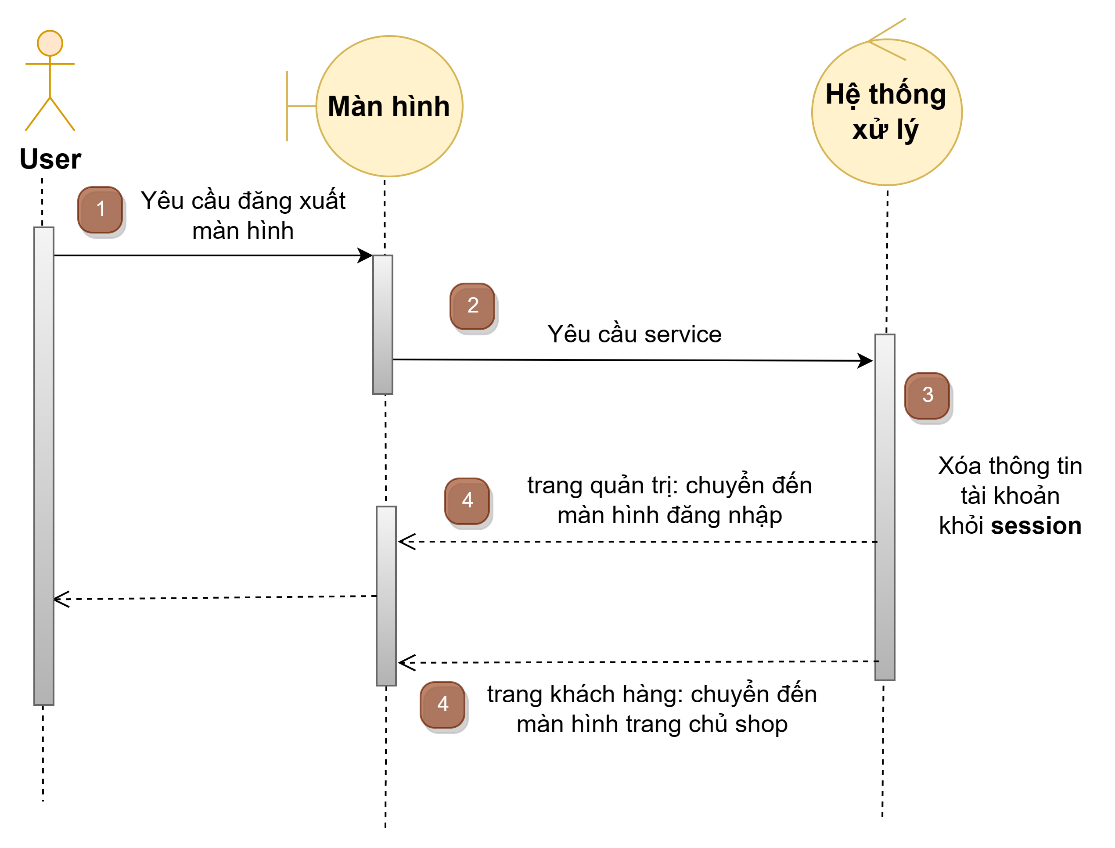 Màn hình
Hệ thống
xử lý
User
1
Yêu cầu đăng xuất
màn hình
2
Yêu cầu service
3
Xóa thông tin
tài khoản
khỏi session
4
trang quản trị: chuyển đến
màn hình đăng nhập
4
trang khách hàng: chuyển đến
màn hình trang chủ shop